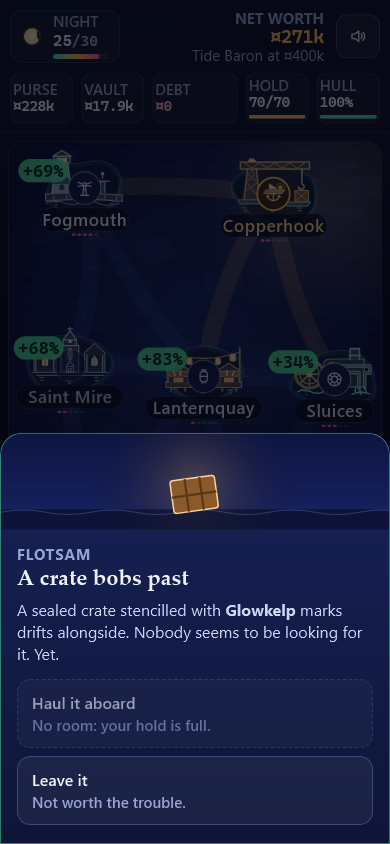 NIGHT
25/30
NET WORTH
¤271k
Tide Baron at ¤400k
PURSE
¤228k
VAULT
¤17.9k
DEBT
¤0
HOLD
70/70
HULL
100%
+69%
Fogmouth
Copperhook
+68%
Saint Mire
+83%
Lanternquay
+34%
Sluices
FLOTSAM
A crate bobs past
A sealed crate stencilled with Glowkelp marks
drifts alongside. Nobody seems to be looking for
it. Yet.
Haul it aboard
No room: your hold is full.
Leave it
Not worth the trouble.